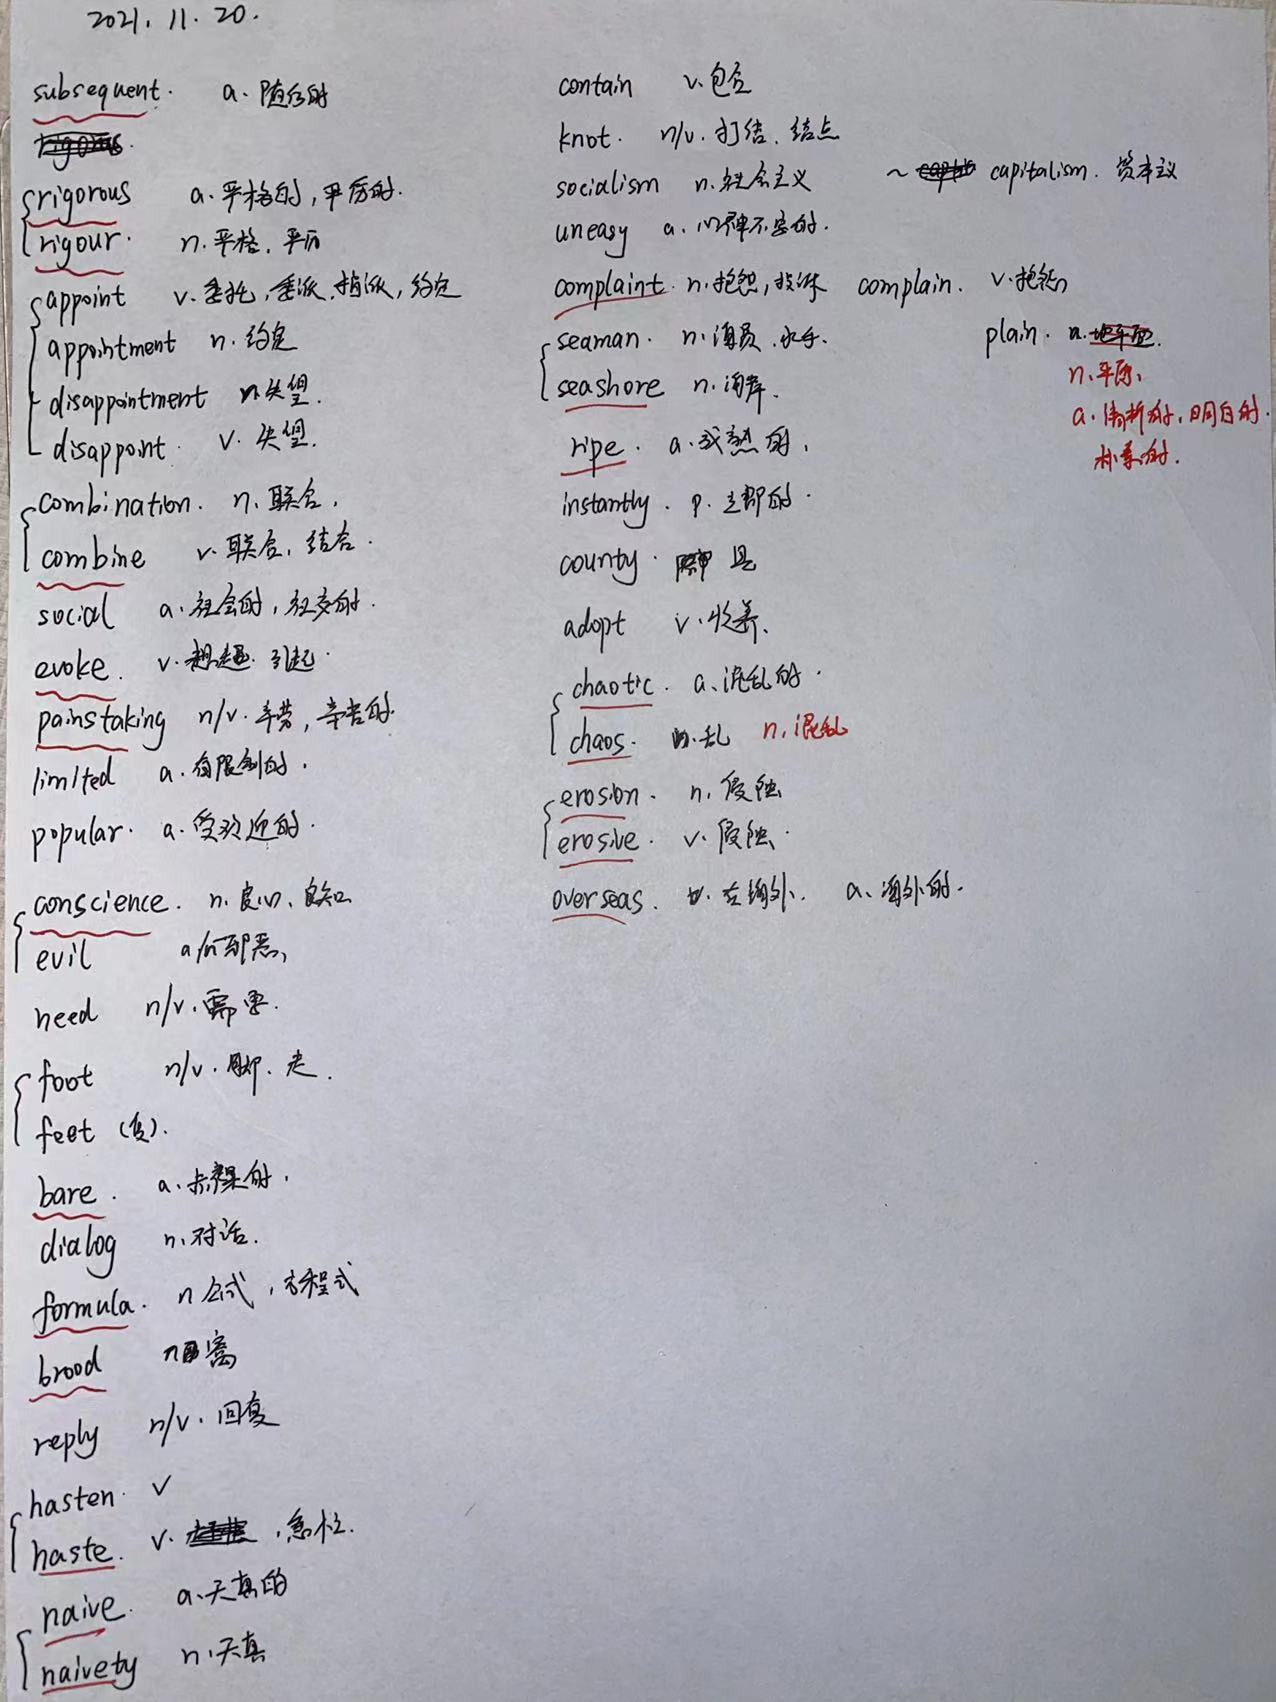 2021.11.20.
subsequent. a. 随后的
rigorous a. 严格的, 严厉的.
rigour. n. 严格. 严厉
appoint v. 委托, 委派. 指派, 约定
appointment n. 约定
disappointment n. 失望.
disappoint. v. 失望.
combination. n. 联合.
combine v. 联合, 结合.
social a. 社会的, 社交的.
evoke. v. 想起. 引起.
painstaking n/v. 辛劳, 辛苦的.
limited a. 有限制的.
popular. a. 受欢迎的.
conscience. n. 良心、良知
evil a/n 邪恶,
need n/v. 需要.
foot n/v. 脚. 走.
feet (复).
bare. a. 赤裸的.
dialog n. 对话.
formula. n 公式, 方程式
brood n 窝
reply n/v. 回复
hasten. v
haste. v. , 急忙.
naive. a. 天真的
naivety n. 天真
contain v. 包含
knot. n/v. 打结. 结点
socialism n. 社会主义 ~ capitalism. 资本主义
uneasy a. 心神不安的.
complaint. n. 抱怨, 投诉 complain. v. 抱怨
seaman. n. 海员. 水手. plain. a.
n. 平原.
seashore n. 海岸.
a. 清晰的, 明白的.
ripe. a. 成熟的.
朴素的.
instantly. p. 立即的.
county. 县
adopt v. 收养.
chaotic. a. 混乱的.
chaos. 乱 n. 混乱
erosion. n. 侵蚀
erosive. v. 侵蚀.
overseas. 在海外. a. 海外的.